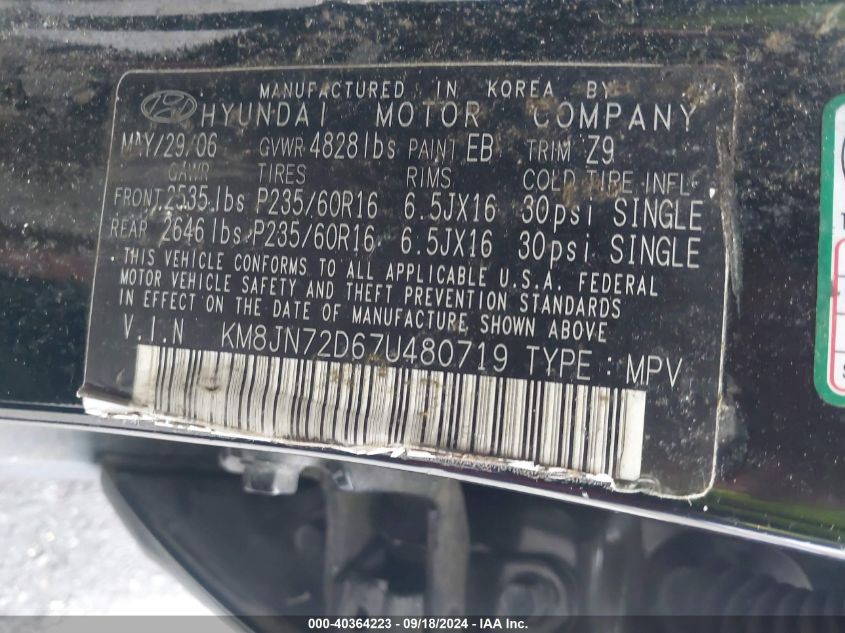 MANUFACTURED IN KOREA BY
HYUNDAI MOTOR COMPANY
MAY/29/06 GVWR 4828lbs PAINT EB TRIM Z9
GAWR TIRES RIMS COLD TIRE INFL
FRONT 2535 lbs P235/60R16 6.5JX16 30psi SINGLE
REAR 2646 lbs P235/60R16 6.5JX16 30psi SINGLE
THIS VEHICLE CONFORMS TO ALL APPLICABLE U.S.A. FEDERAL
MOTOR VEHICLE SAFETY AND THEFT PREVENTION STANDARDS
IN EFFECT ON THE DATE OF MANUFACTURE SHOWN ABOVE
V.I.N KM8JN72D67U480719 TYPE : MPV
000-40364223 - 09/18/2024 - IAA Inc.